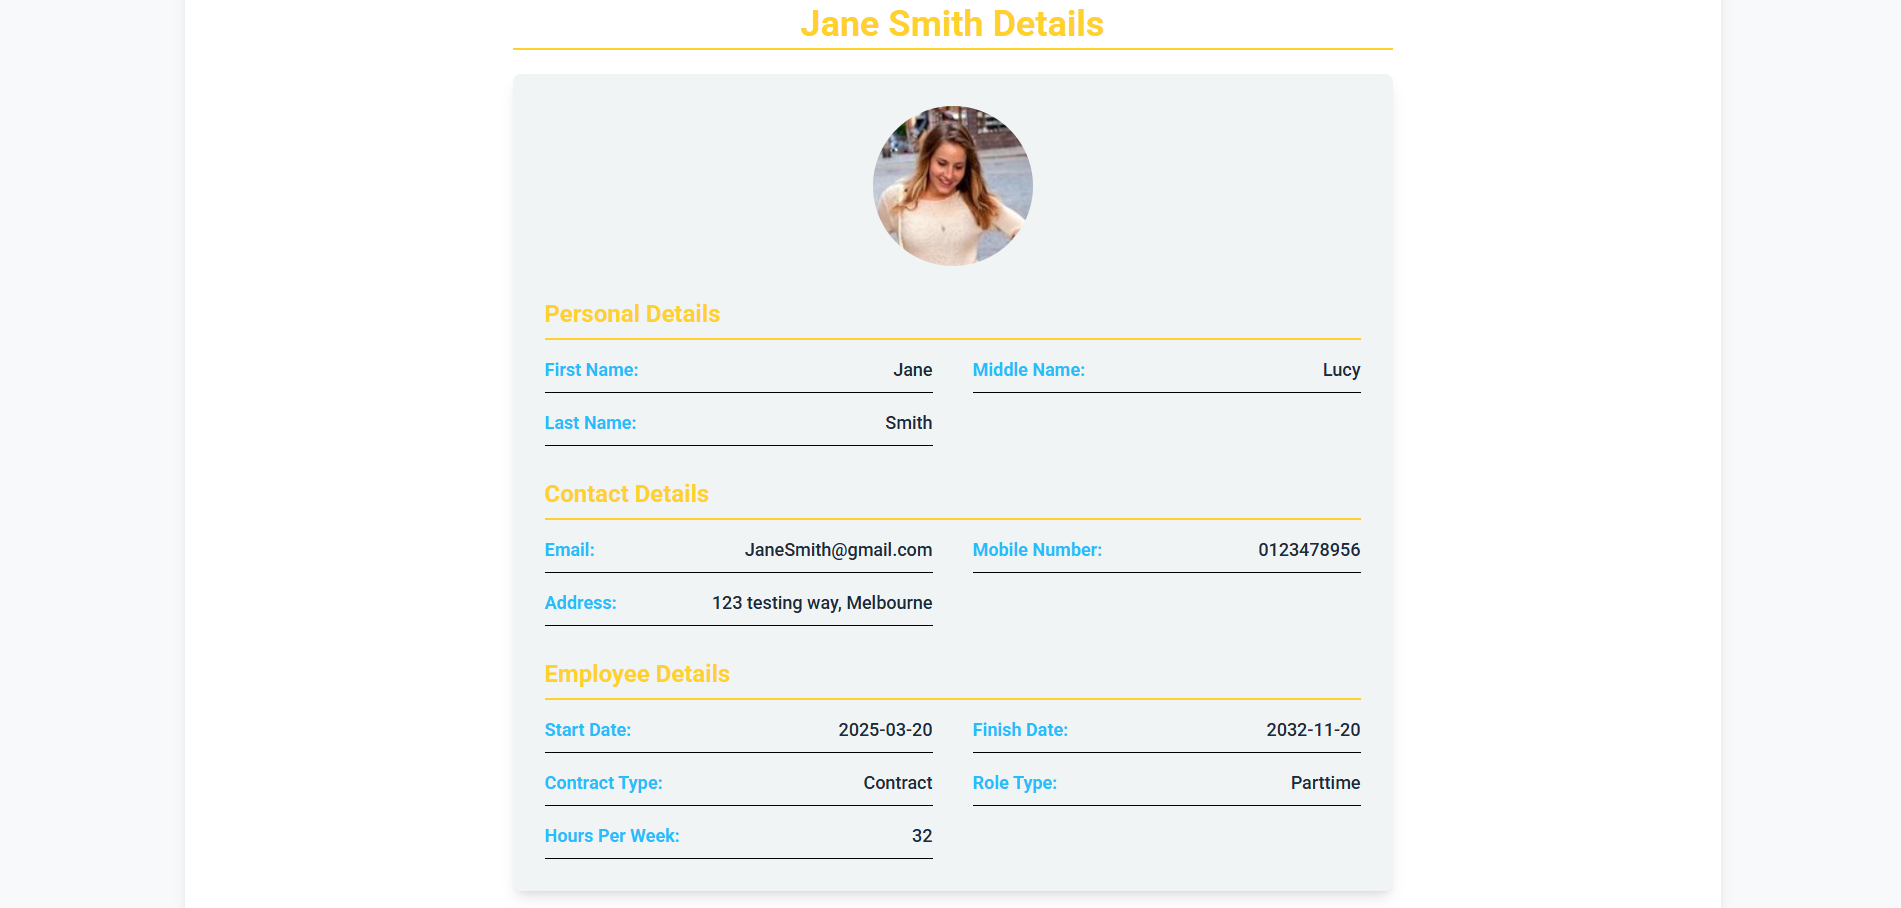 Jane Smith Details
Personal Details
First Name: Jane Middle Name: Lucy
Last Name: Smith
Contact Details
Email: JaneSmith@gmail.com Mobile Number: 0123478956
Address: 123 testing way, Melbourne
Employee Details
Start Date: 2025-03-20 Finish Date: 2032-11-20
Contract Type: Contract Role Type: Parttime
Hours Per Week: 32